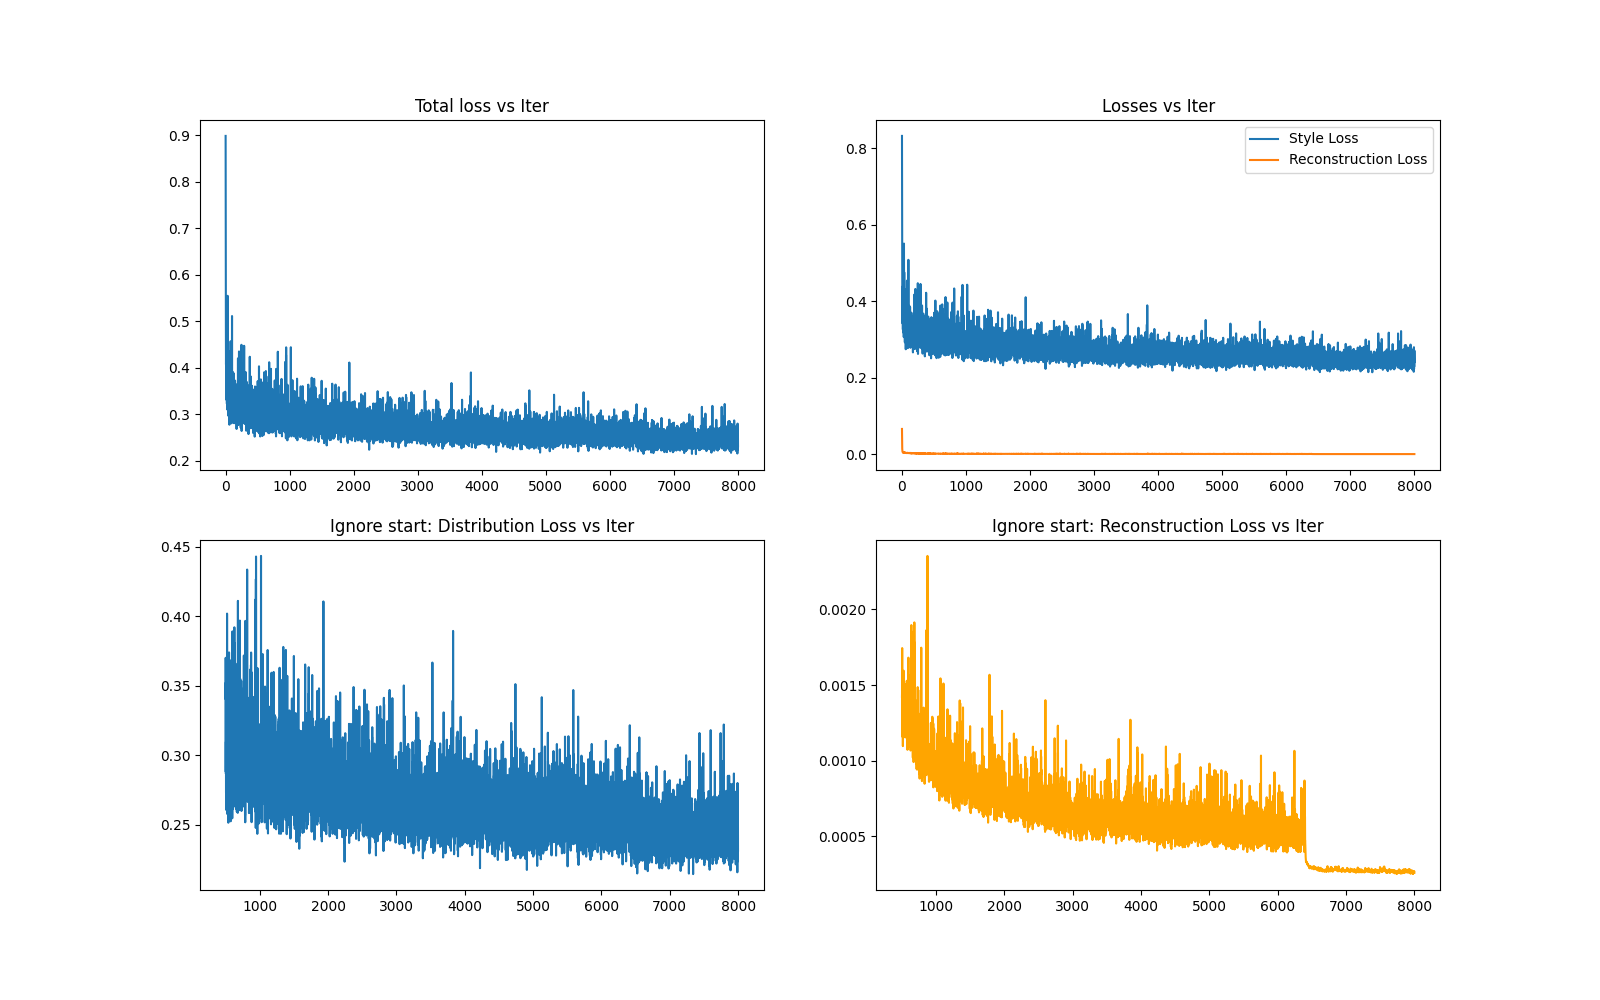 Total loss vs Iter
0.9
0.8
0.7
0.6
0.5
0.4
0.3
0.2
0 1000 2000 3000 4000 5000 6000 7000 8000
Losses vs Iter
Style Loss
Reconstruction Loss
0.8
0.6
0.4
0.2
0.0
0 1000 2000 3000 4000 5000 6000 7000 8000
Ignore start: Distribution Loss vs Iter
0.45
0.40
0.35
0.30
0.25
1000 2000 3000 4000 5000 6000 7000 8000
Ignore start: Reconstruction Loss vs Iter
0.0020
0.0015
0.0010
0.0005
1000 2000 3000 4000 5000 6000 7000 8000